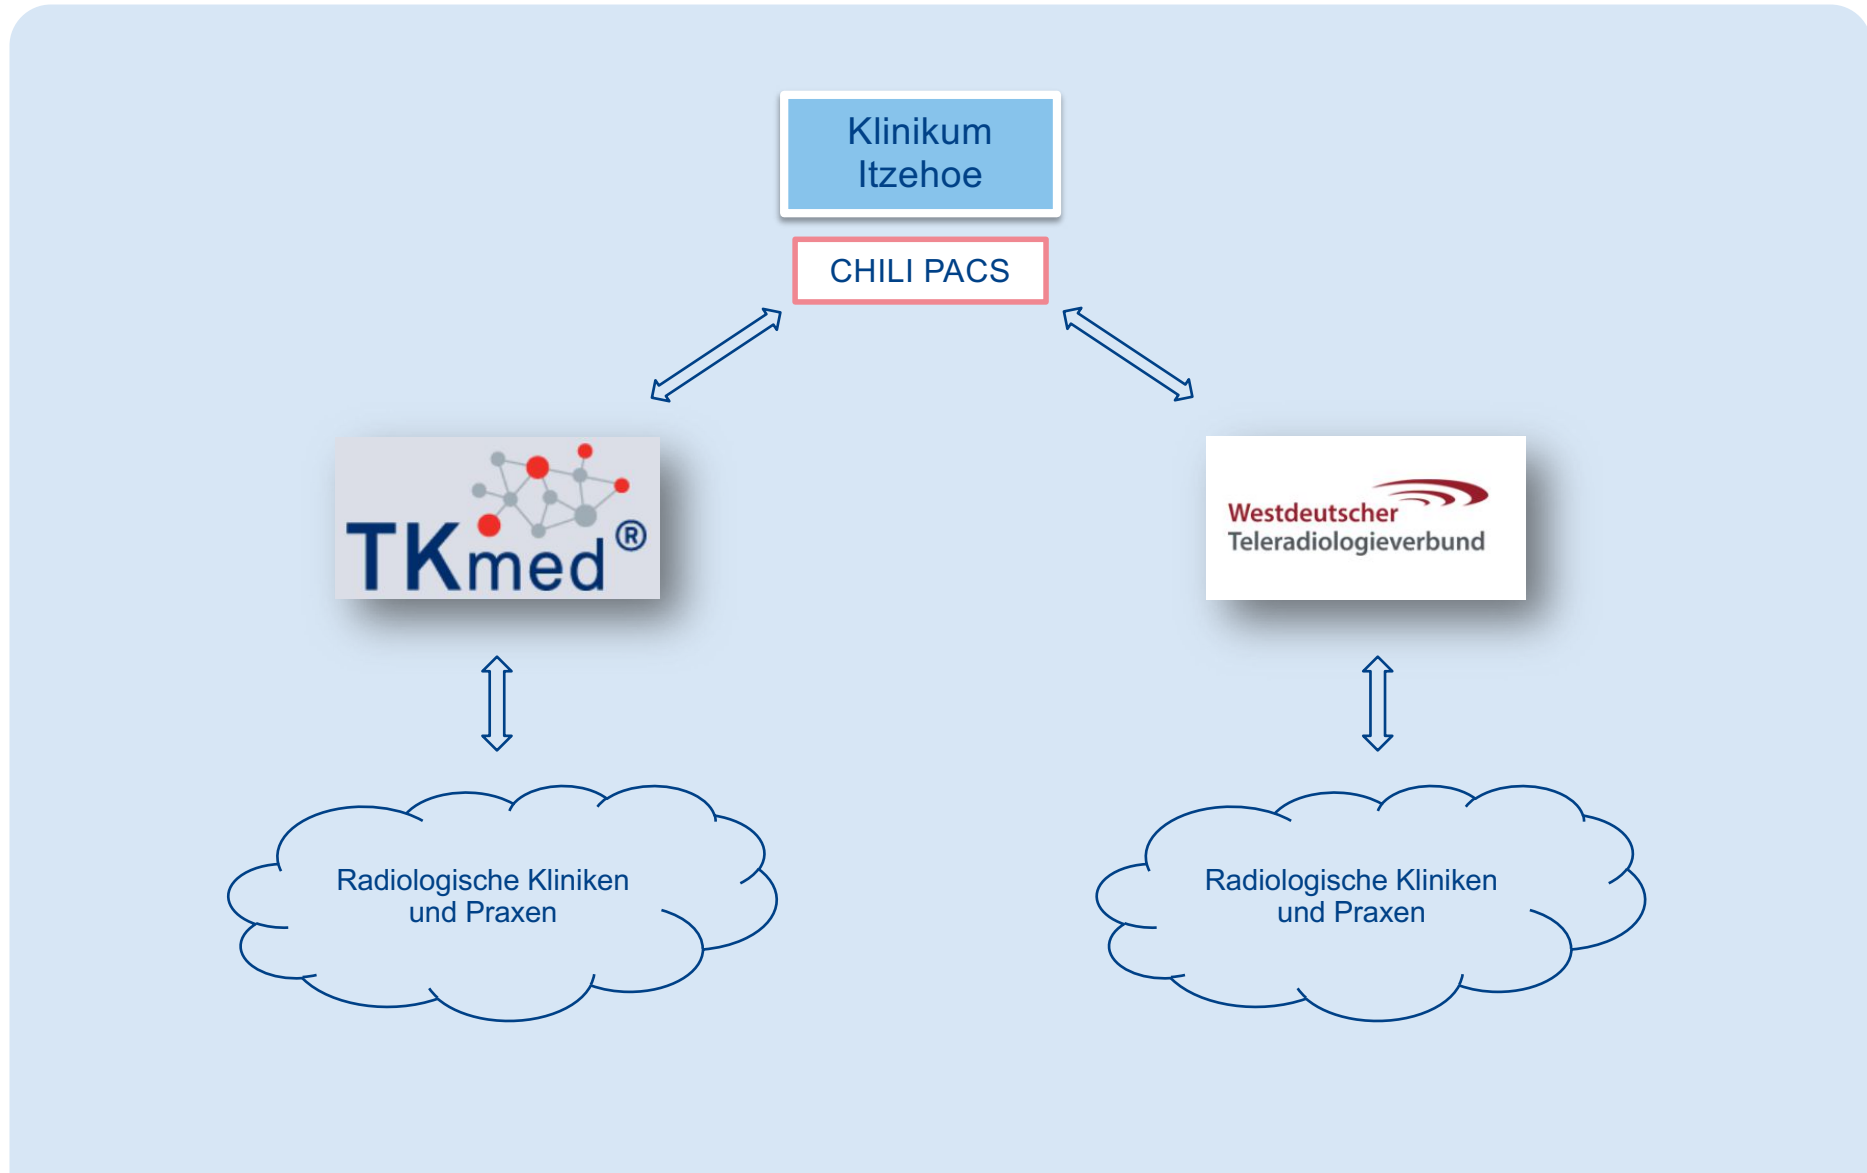 Klinikum
Itzehoe
CHILI PACS
TKmed®
Westdeutscher
Teleradiologieverbund
Radiologische Kliniken
und Praxen
Radiologische Kliniken
und Praxen